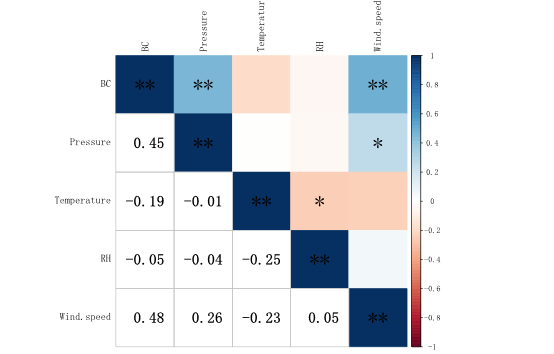 BC Pressure Temperature RH Wind.speed
BC ** ** **
Pressure 0.45 ** *
Temperature -0.19 -0.01 ** *
RH -0.05 -0.04 -0.25 **
Wind.speed 0.48 0.26 -0.23 0.05 **
1
0.8
0.6
0.4
0.2
0
-0.2
-0.4
-0.6
-0.8
-1